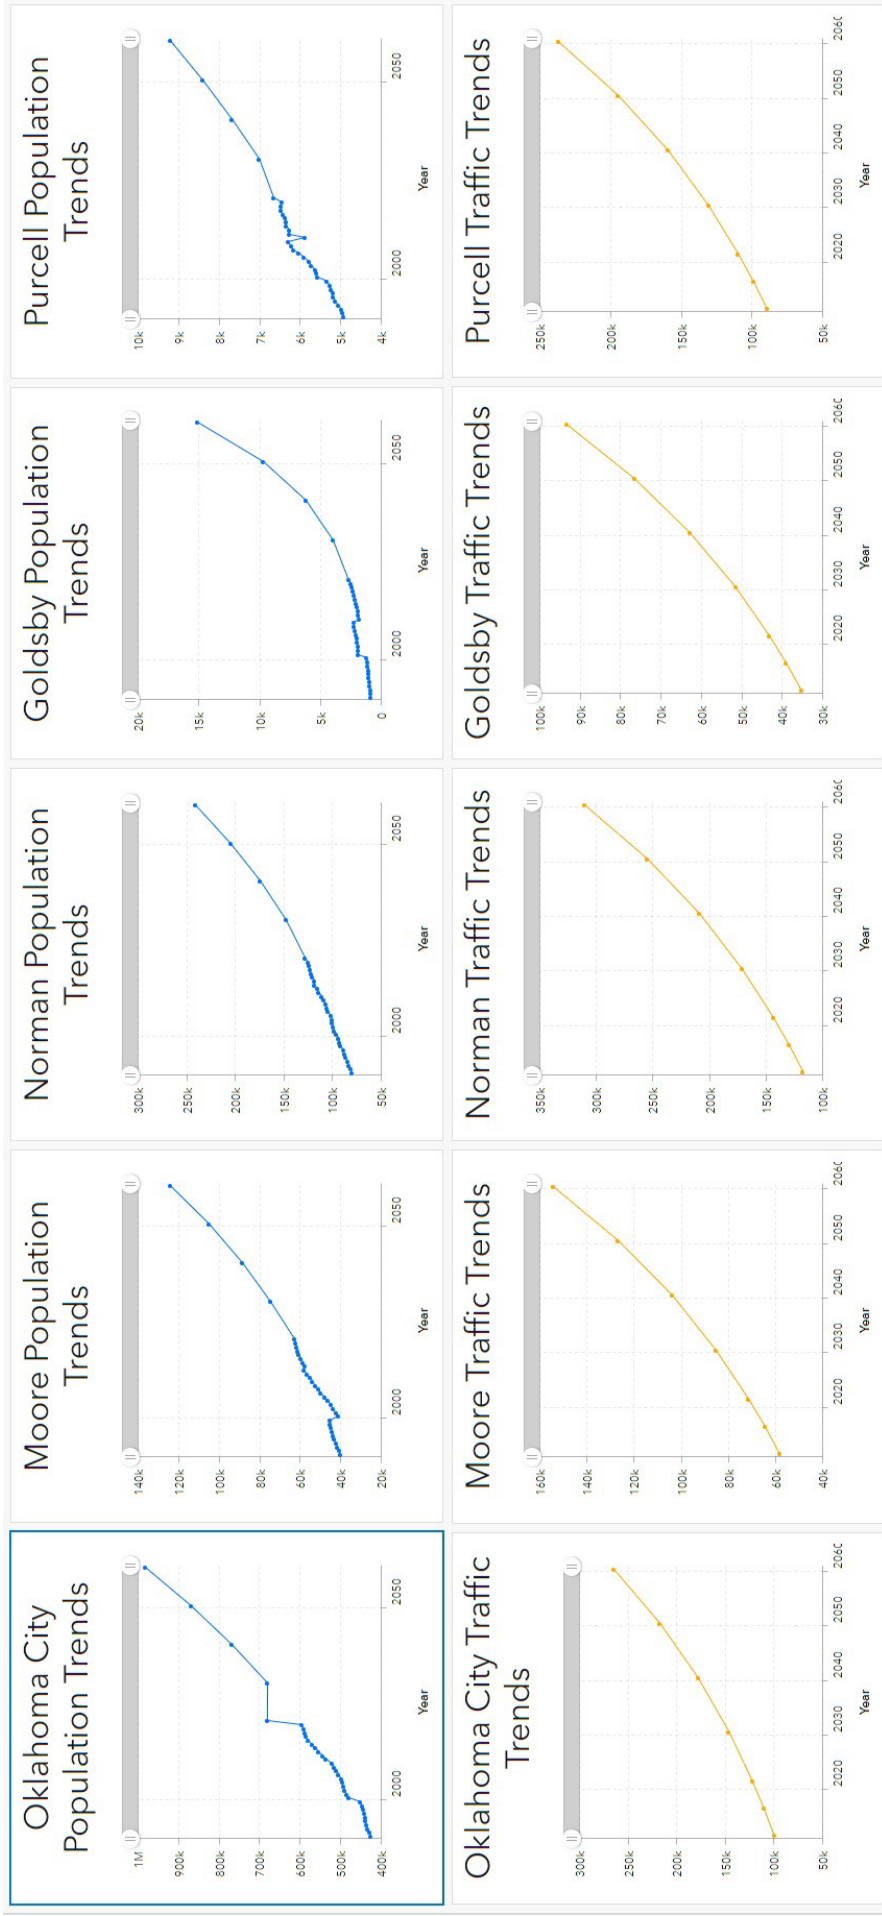 Oklahoma City
Population Trends
1M
900k
800k
700k
600k
500k
400k
2000 2050
Year
Moore Population
Trends
140k
120k
100k
80k
60k
40k
20k
2000 2050
Year
Norman Population
Trends
300k
250k
200k
150k
100k
50k
2000 2050
Year
Goldsby Population
Trends
20k
15k
10k
5k
0
2000 2050
Year
Purcell Population
Trends
10k
9k
8k
7k
6k
5k
4k
2000 2050
Year
Oklahoma City Traffic
Trends
300k
250k
200k
150k
100k
50k
2020 2030 2040 2050 2060
Year
Moore Traffic Trends
160k
140k
120k
100k
80k
60k
40k
2020 2030 2040 2050 2060
Year
Norman Traffic Trends
350k
300k
250k
200k
150k
100k
2020 2030 2040 2050 2060
Year
Goldsby Traffic Trends
100k
90k
80k
70k
60k
50k
40k
30k
2020 2030 2040 2050 2060
Year
Purcell Traffic Trends
250k
200k
150k
100k
50k
2020 2030 2040 2050 2060
Year